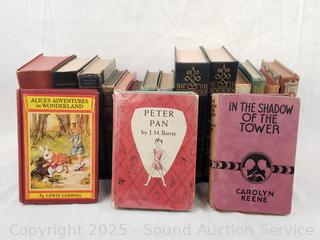 ALICE'S ADVENTURES
in WONDERLAND
By LEWIS CARROLL
PETER
PAN
by J. M. Barrie
IN THE SHADOW
OF THE
TOWER
CAROLYN
KEENE
Copyright 2025 - Sound Auction Service